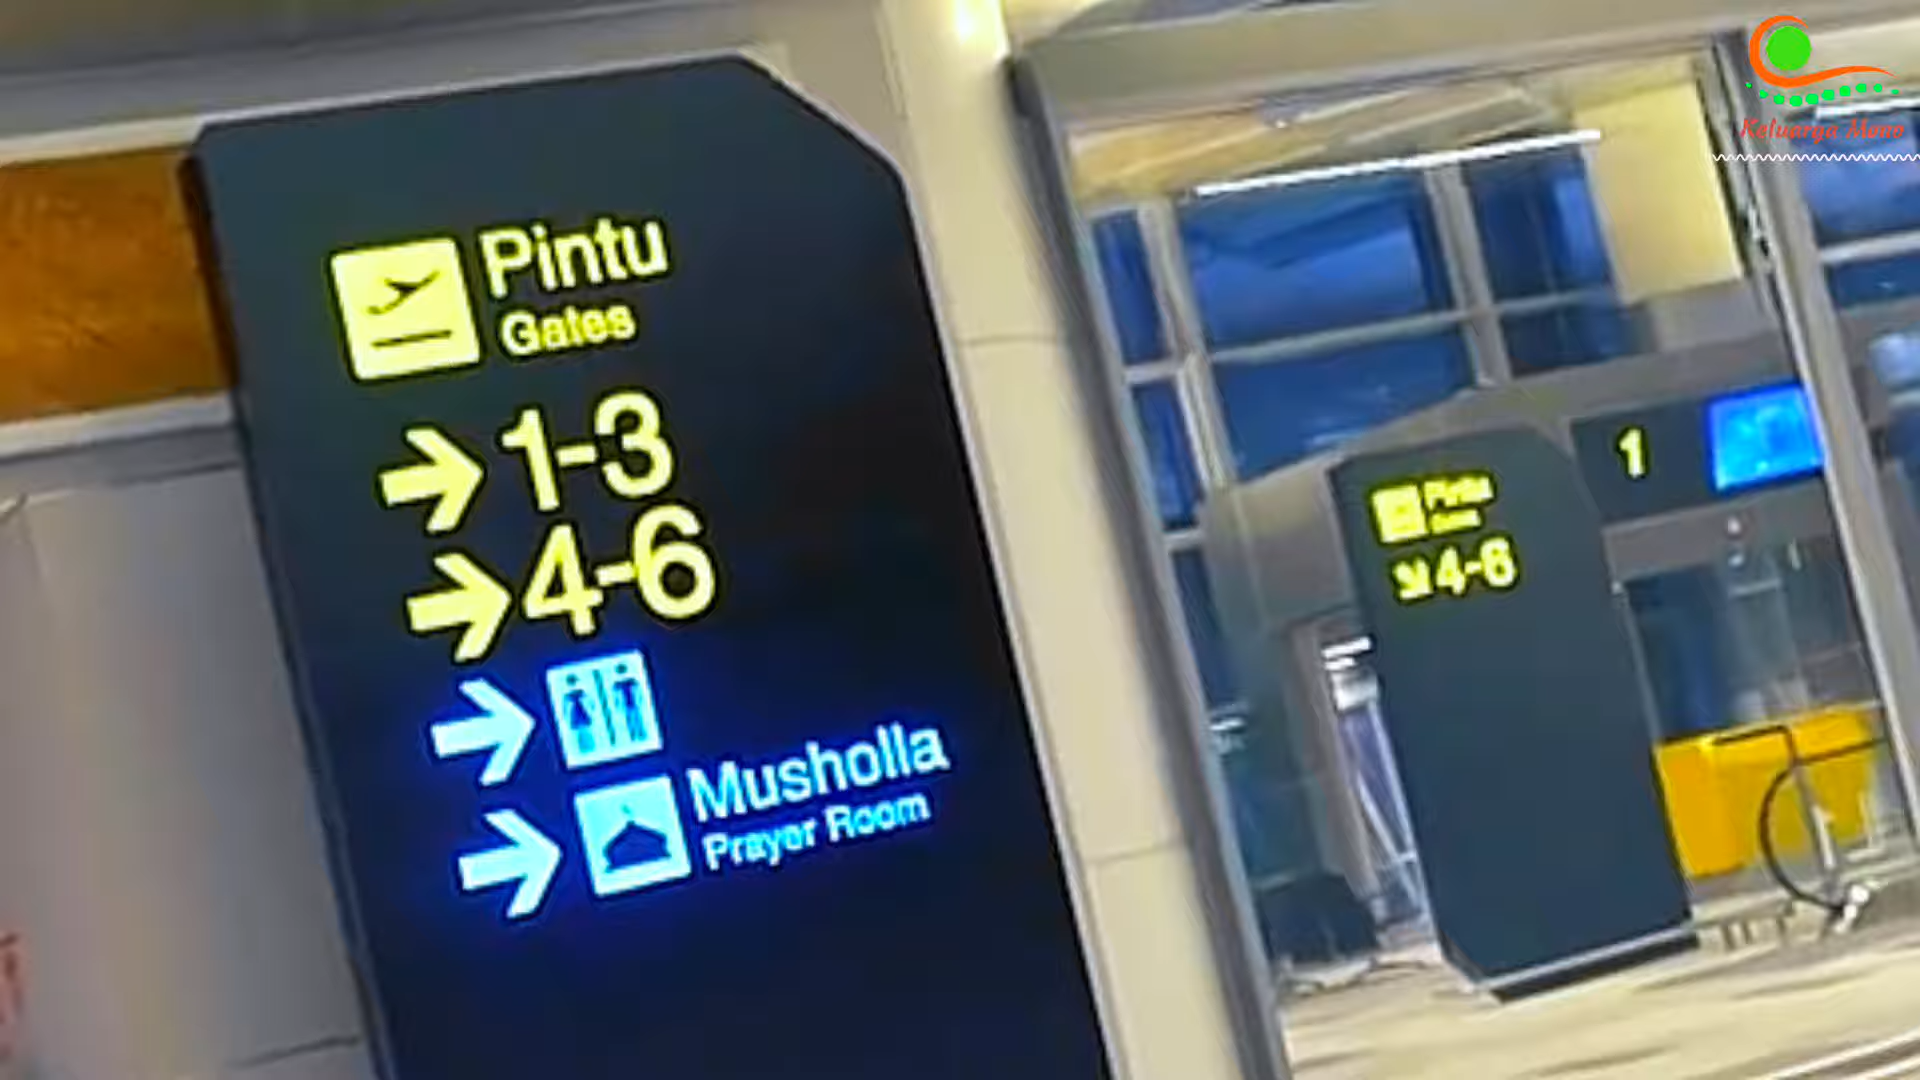 Pintu
Gates
1-3
4-6
Musholla
Prayer Room
Pintu
4-6
1
Keluarga Mono